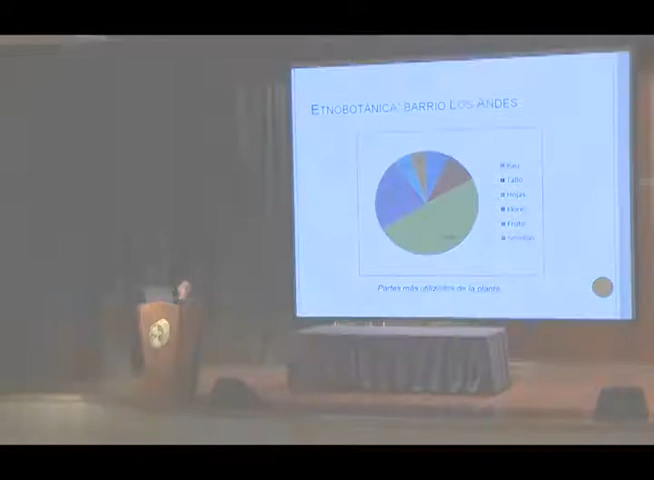 ETNOBOTÁNICA: BARRIO LOS ANDES
Raíz
Tallo
Hojas
Flores
Fruto
Semillas
Partes más utilizadas de la planta.